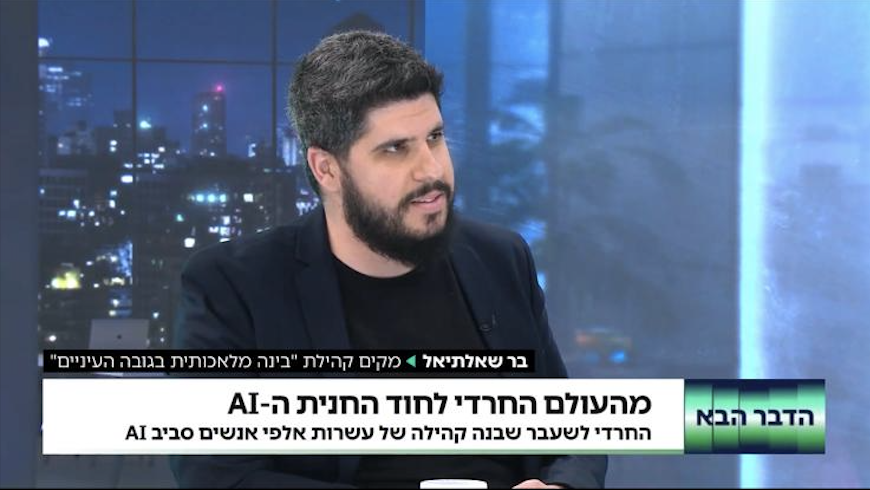 בר שאלתיאל ◀ מקים קהילת "בינה מלאכותית בגובה העיניים"
הדבר הבא
מהעולם החרדי לחוד החנית ה-AI
החרדי לשעבר שבנה קהילה של עשרות אלפי אנשים סביב AI